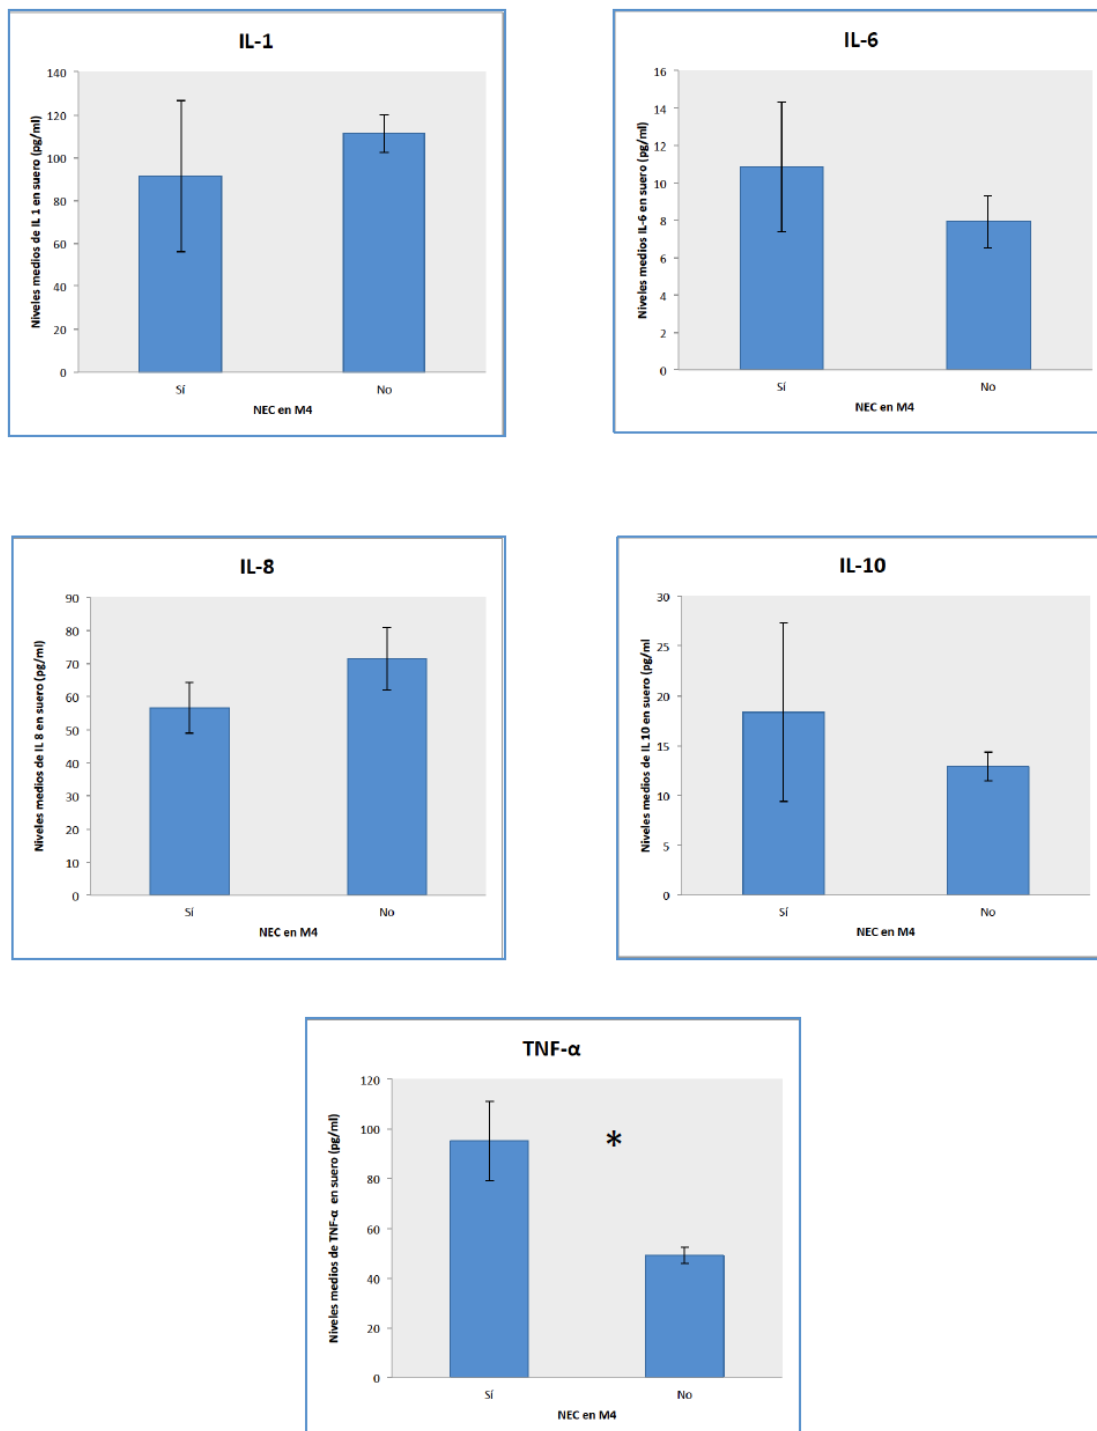 IL-1
Niveles medios de IL 1 en suero (pg/ml)
140
120
100
80
60
40
20
0
Sí
No
NEC en M4
IL-6
Niveles medios IL-6 en suero (pg/ml)
16
14
12
10
8
6
4
2
0
Sí
No
NEC en M4
IL-8
Niveles medios de IL 8 en suero (pg/ml)
90
80
70
60
50
40
30
20
10
0
Sí
No
NEC en M4
IL-10
Niveles medios de IL 10 en suero (pg/ml
30
25
20
15
10
5
0
Sí
No
NEC en M4
TNF-α
Niveles medios de TNF-α en suero (pg/ml)
120
100
80
60
40
20
0
*
Sí
No
NEC en M4